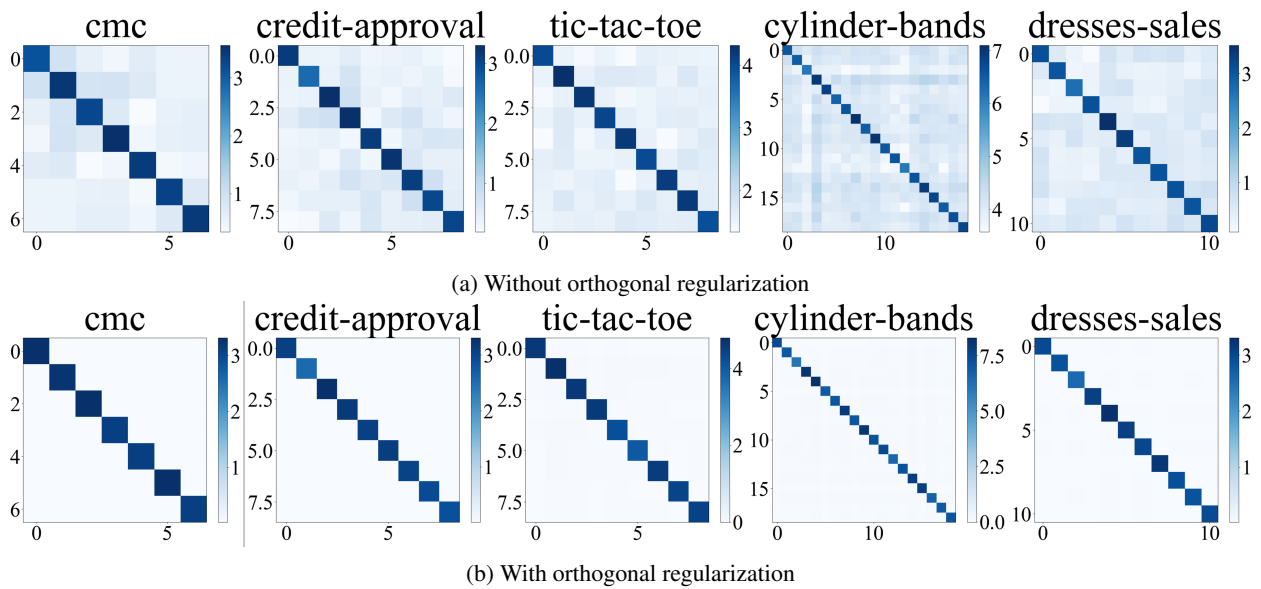 cmc credit-approval tic-tac-toe cylinder-bands dresses-sales
0 2 4 6 0 5 3 2 1
0.0 2.5 5.0 7.5 0 5 3 2 1
0.0 2.5 5.0 7.5 0 5 4 3 2
0 5 10 15 0 10 7 6 5 4
0 5 10 0 10 3 2 1
(a) Without orthogonal regularization
cmc credit-approval tic-tac-toe cylinder-bands dresses-sales
0 2 4 6 0 5 3 2 1
0.0 2.5 5.0 7.5 0 5 3 2 1
0.0 2.5 5.0 7.5 0 5 4 2 0
0 5 10 15 0 10 7.5 5.0 2.5 0.0
0 5 10 0 10 3 2 1
(b) With orthogonal regularization